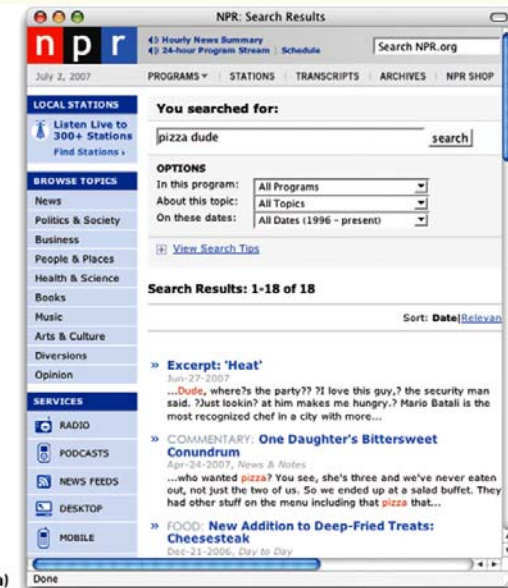 NPR: Search Results
npr
Hourly News Summary
24-hour Program Stream | Schedule
Search NPR.org
July 2, 2007
PROGRAMS | STATIONS | TRANSCRIPTS | ARCHIVES | NPR SHOP
LOCAL STATIONS
Listen Live to
300+ Stations
Find Stations ›
BROWSE TOPICS
News
Politics & Society
Business
People & Places
Health & Science
Books
Music
Arts & Culture
Diversions
Opinion
SERVICES
RADIO
PODCASTS
NEWS FEEDS
DESKTOP
MOBILE
You searched for:
pizza dude
search
OPTIONS
In this program: All Programs
About this topic: All Topics
On these dates: All Dates (1996 - present)
View Search Tips
Search Results: 1-18 of 18
Sort: Date|Relevan
» Excerpt: 'Heat'
Jun-27-2007
...Dude, where?s the party?? ?I love this guy,? the security man
said. ?Just lookin? at him makes me hungry.? Mario Batali is the
most recognized chef in a city with more...
» COMMENTARY: One Daughter's Bittersweet
Conundrum
Apr-24-2007, News & Notes
...who wanted pizza? You see, she's three and we've never eaten
out, not just the two of us. So we ended up at a salad buffet. They
had other stuff on the menu including that pizza that...
» FOOD: New Addition to Deep-Fried Treats:
Cheesesteak
Dec-21-2006, Day to Day
Done